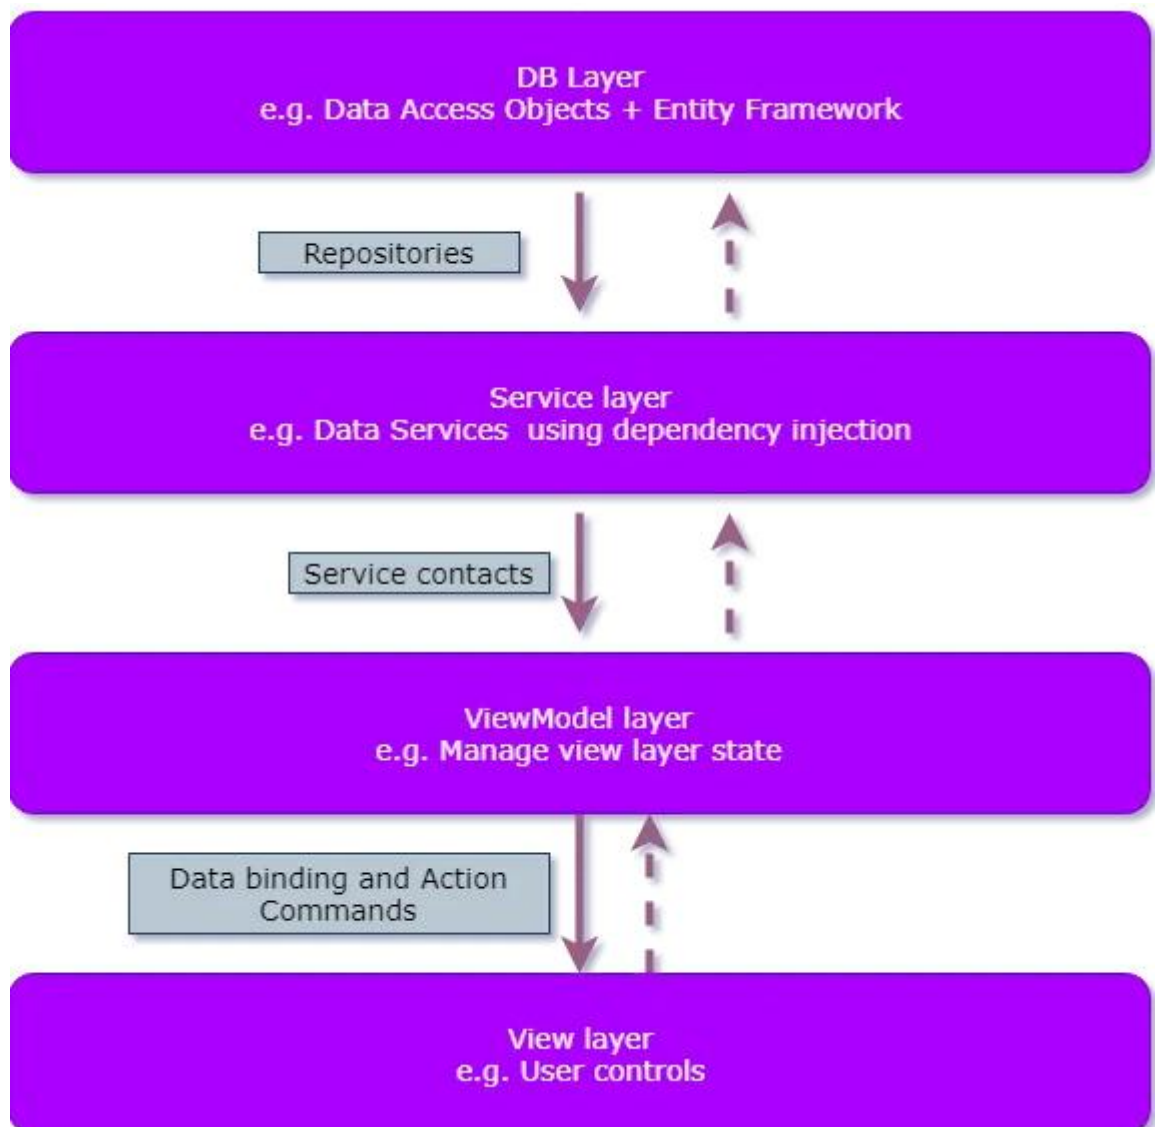 DB Layer
e.g. Data Access Objects + Entity Framework
Repositories
Service layer
e.g. Data Services  using dependency injection
Service contacts
ViewModel layer
e.g. Manage view layer state
Data binding and Action
Commands
View layer
e.g. User controls